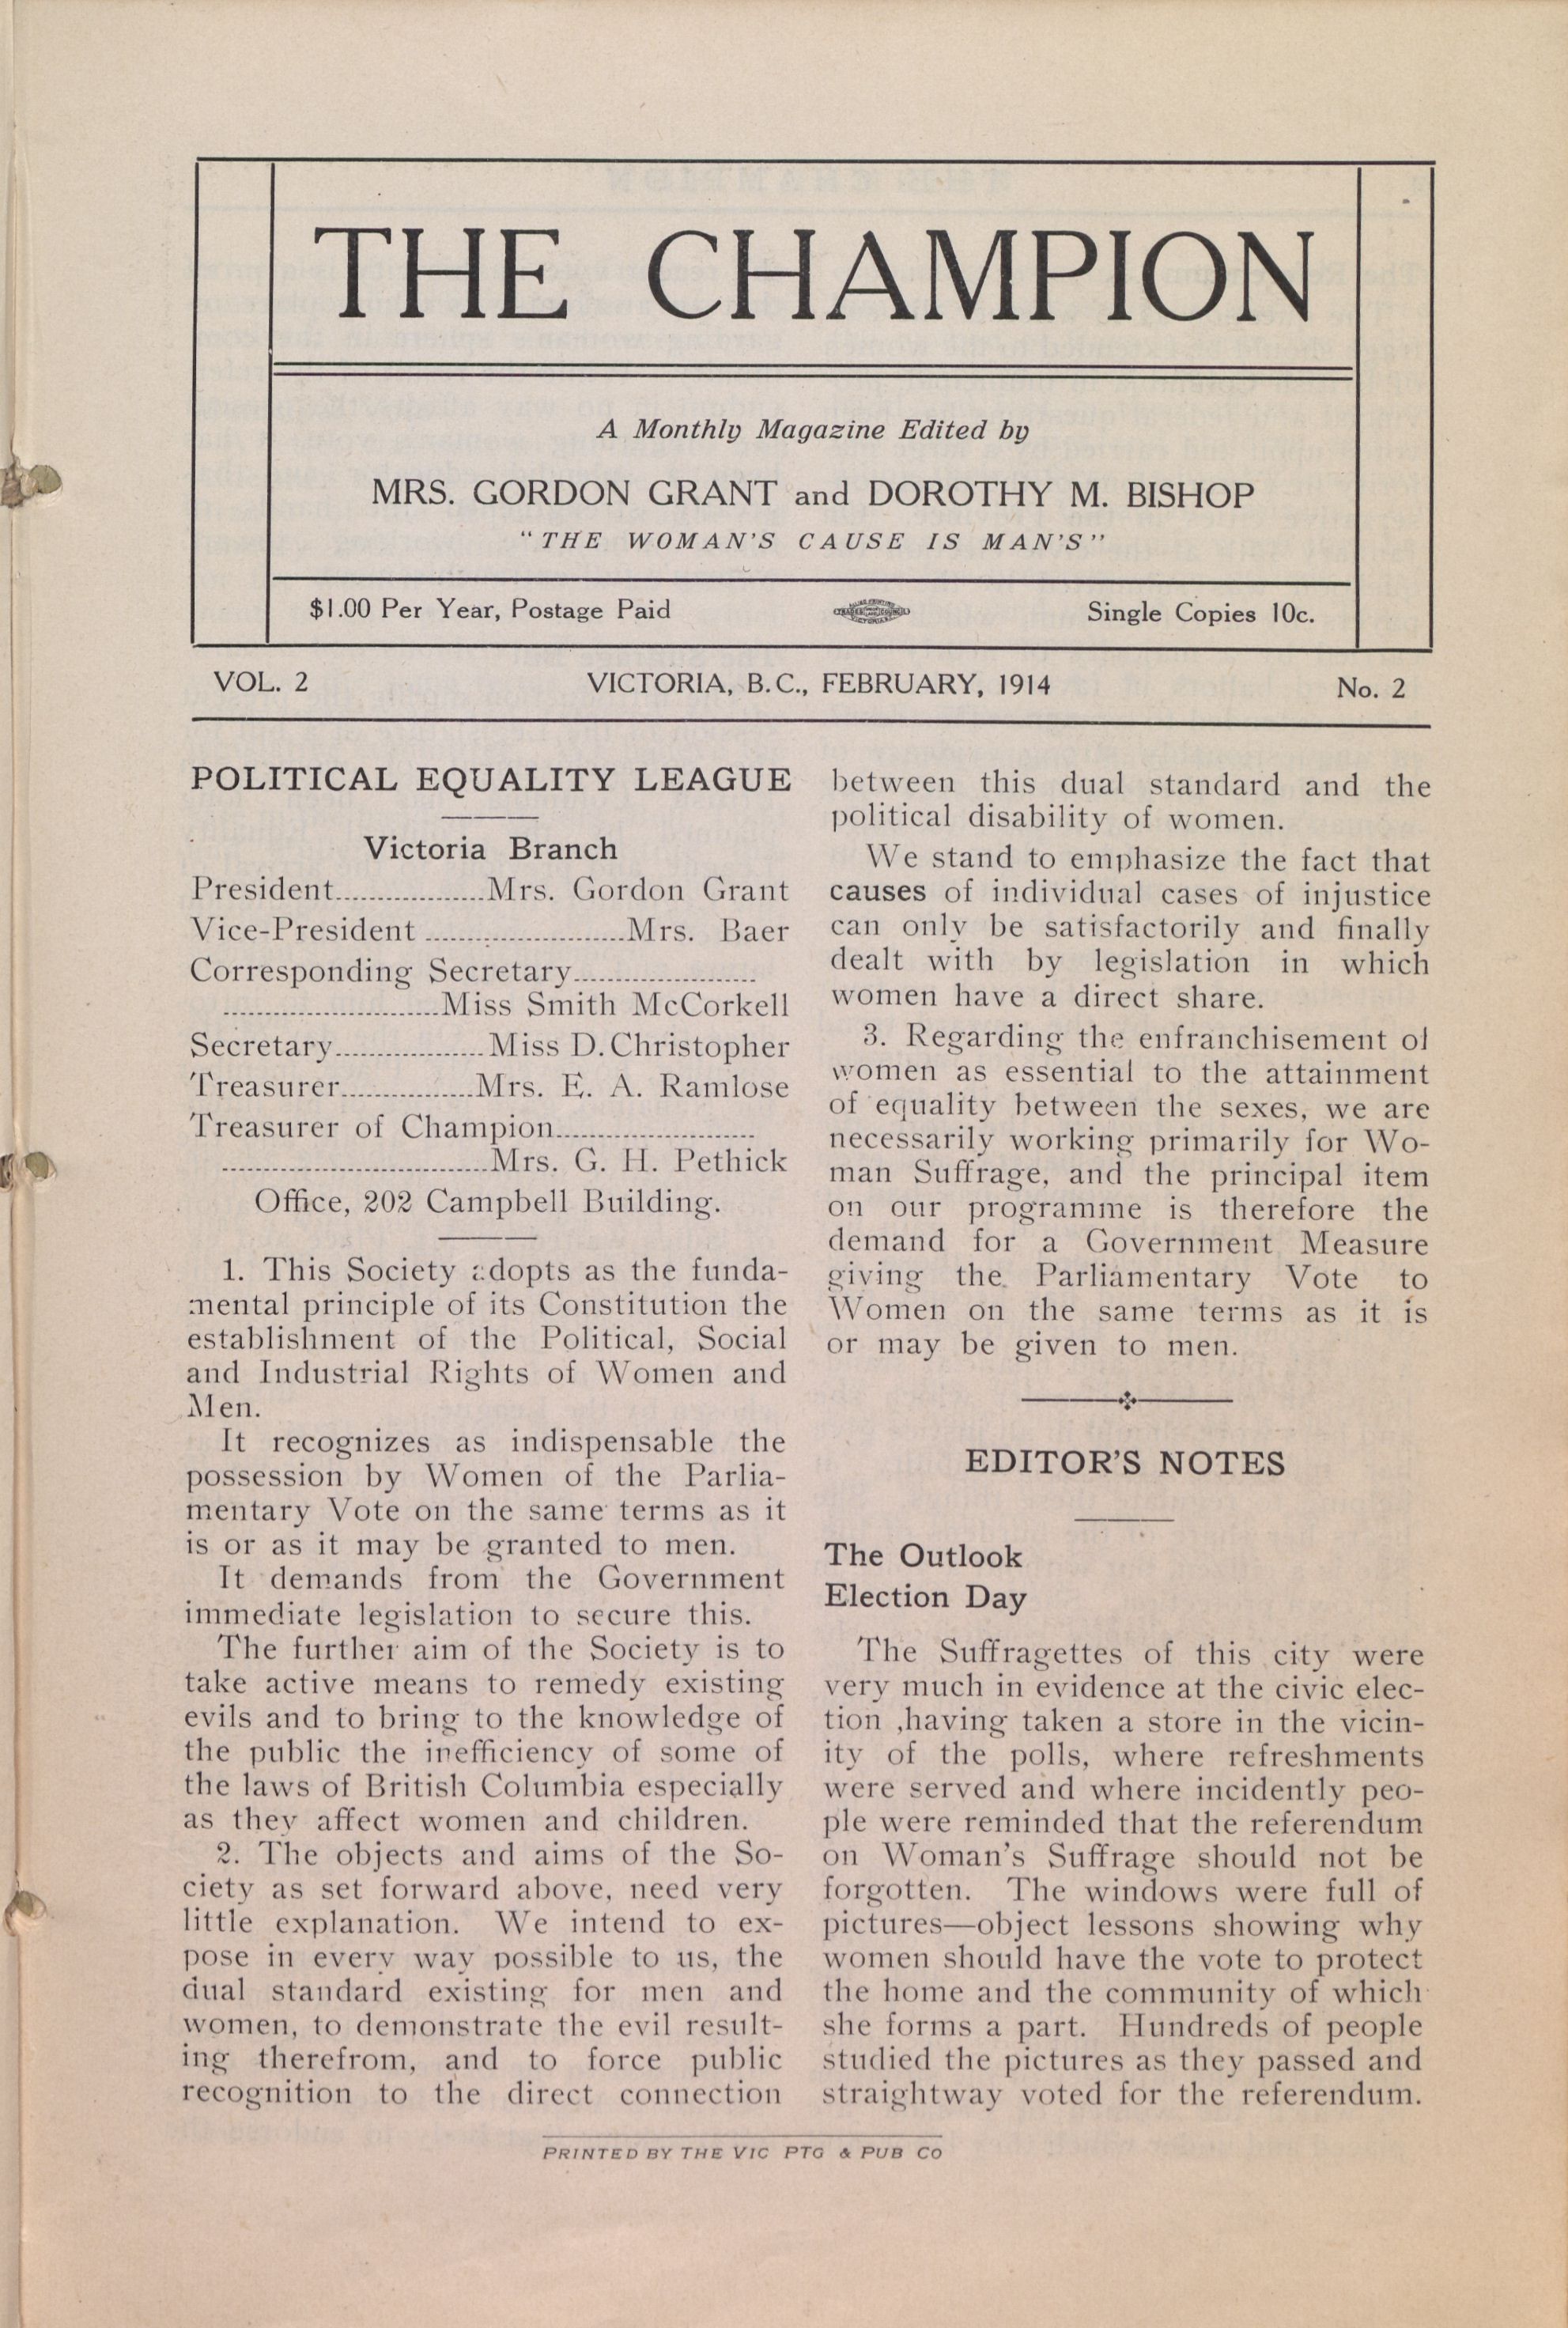 THE CHAMPION
A Monthly Magazine Edited by
MRS. GORDON GRANT and DOROTHY M. BISHOP
"THE WOMAN'S CAUSE IS MAN'S"
$1.00 Per Year, Postage Paid
Single Copies 10c.
VOL. 2 VICTORIA, B.C., FEBRUARY, 1914 No. 2
POLITICAL EQUALITY LEAGUE
Victoria Branch
President..................Mrs. Gordon Grant
Vice-President........................Mrs. Baer
Corresponding Secretary......................
..........................Miss Smith McCorkell
Secretary..................Miss D. Christopher
Treasurer................Mrs. E. A. Ramlose
Treasurer of Champion........................
................................Mrs. G. H. Pethick
Office, 202 Campbell Building.
1. This Society adopts as the funda-
mental principle of its Constitution the
establishment of the Political, Social
and Industrial Rights of Women and
Men.
It recognizes as indispensable the
possession by Women of the Parlia-
mentary Vote on the same terms as it
is or as it may be granted to men.
It demands from the Government
immediate legislation to secure this.
The further aim of the Society is to
take active means to remedy existing
evils and to bring to the knowledge of
the public the inefficiency of some of
the laws of British Columbia especially
as they affect women and children.
2. The objects and aims of the So-
ciety as set forward above, need very
little explanation. We intend to ex-
pose in every way possible to us, the
dual standard existing for men and
women, to demonstrate the evil result-
ing therefrom, and to force public
recognition to the direct connection
between this dual standard and the
political disability of women.
We stand to emphasize the fact that
causes of individual cases of injustice
can only be satisfactorily and finally
dealt with by legislation in which
women have a direct share.
3. Regarding the enfranchisement of
women as essential to the attainment
of equality between the sexes, we are
necessarily working primarily for Wo-
man Suffrage, and the principal item
on our programme is therefore the
demand for a Government Measure
giving the Parliamentary Vote to
Women on the same terms as it is
or may be given to men.
EDITOR'S NOTES
The Outlook
Election Day
The Suffragettes of this city were
very much in evidence at the civic elec-
tion ,having taken a store in the vicin-
ity of the polls, where refreshments
were served and where incidently peo-
ple were reminded that the referendum
on Woman's Suffrage should not be
forgotten. The windows were full of
pictures—object lessons showing why
women should have the vote to protect
the home and the community of which
she forms a part. Hundreds of people
studied the pictures as they passed and
straightway voted for the referendum.
PRINTED BY THE VIC PTG & PUB CO